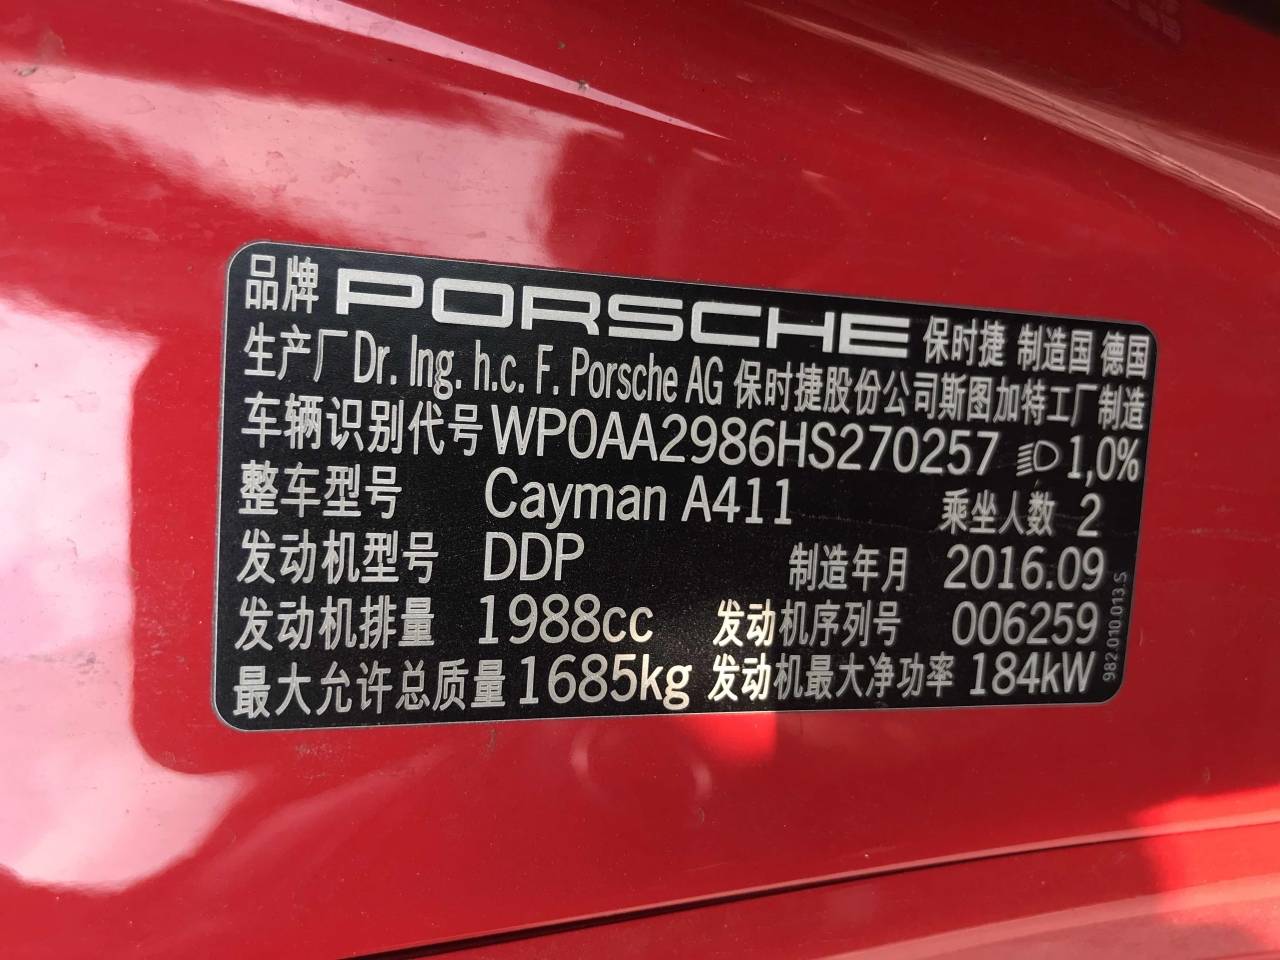 品牌 PORSCHE 保时捷 制造国 德国
生产厂 Dr. Ing. h.c. F. Porsche AG 保时捷股份公司斯图加特工厂制造
车辆识别代号 WP0AA2986HS270257 1,0%
整车型号 Cayman A411 乘坐人数 2
发动机型号 DDP 制造年月 2016.09
发动机排量 1988cc 发动机序列号 006259
最大允许总质量 1685kg 发动机最大净功率 184kW
982.010.013.S